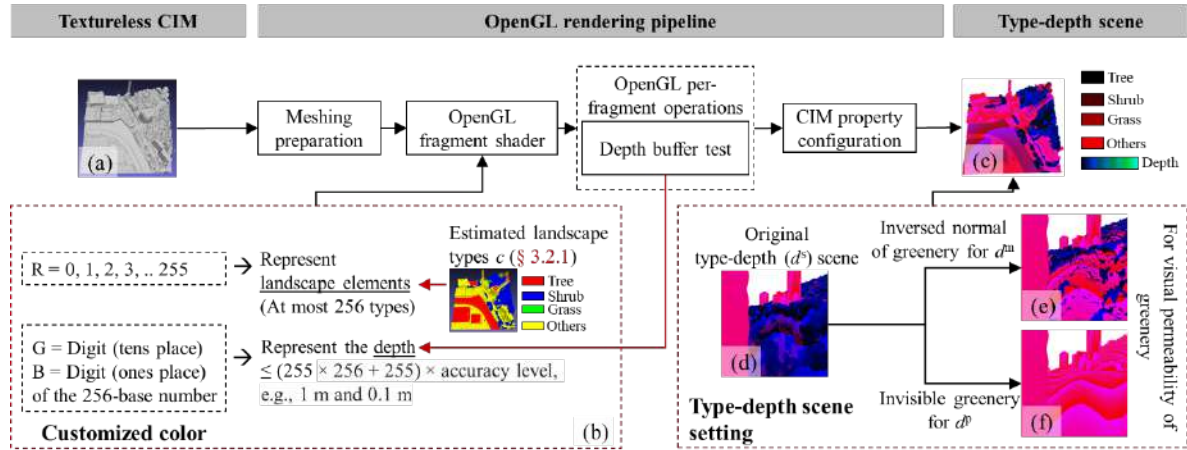 Textureless CIM
OpenGL rendering pipeline
Type-depth scene
(a)
Meshing
preparation
OpenGL
fragment shader
OpenGL per-
fragment operations
Depth buffer test
CIM property
configuration
(c)
Tree
Shrub
Grass
Others
Depth
R = 0, 1, 2, 3, .. 255
Represent
landscape elements
(At most 256 types)
Estimated landscape
types c (§ 3.2.1)
Tree
Shrub
Grass
Others
G = Digit (tens place)
B = Digit (ones place)
of the 256-base number
Represent the depth
≤ (255 × 256 + 255) × accuracy level,
e.g., 1 m and 0.1 m
Customized color
(b)
Original
type-depth (dˢ) scene
(d)
Inversed normal
of greenery for dᵐ
(e)
Invisible greenery
for dᵖ
(f)
For visual permeability of
greenery
Type-depth scene
setting